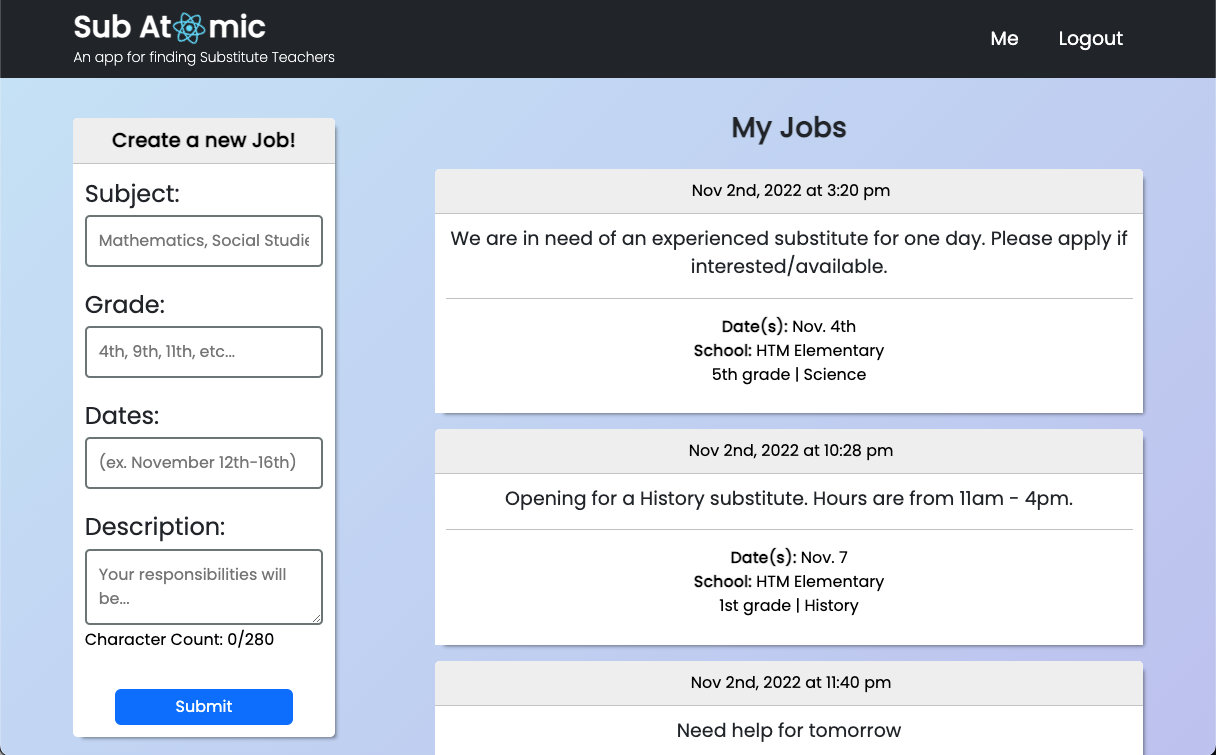 Sub At mic
An app for finding Substitute Teachers
Me
Logout
Create a new Job!
Subject:
Mathematics, Social Studie
Grade:
4th, 9th, 11th, etc...
Dates:
(ex. November 12th-16th)
Description:
Your responsibilities will
be...
Character Count: 0/280
Submit
My Jobs
Nov 2nd, 2022 at 3:20 pm
We are in need of an experienced substitute for one day. Please apply if
interested/available.
Date(s): Nov. 4th
School: HTM Elementary
5th grade | Science
Nov 2nd, 2022 at 10:28 pm
Opening for a History substitute. Hours are from 11am - 4pm.
Date(s): Nov. 7
School: HTM Elementary
1st grade | History
Nov 2nd, 2022 at 11:40 pm
Need help for tomorrow